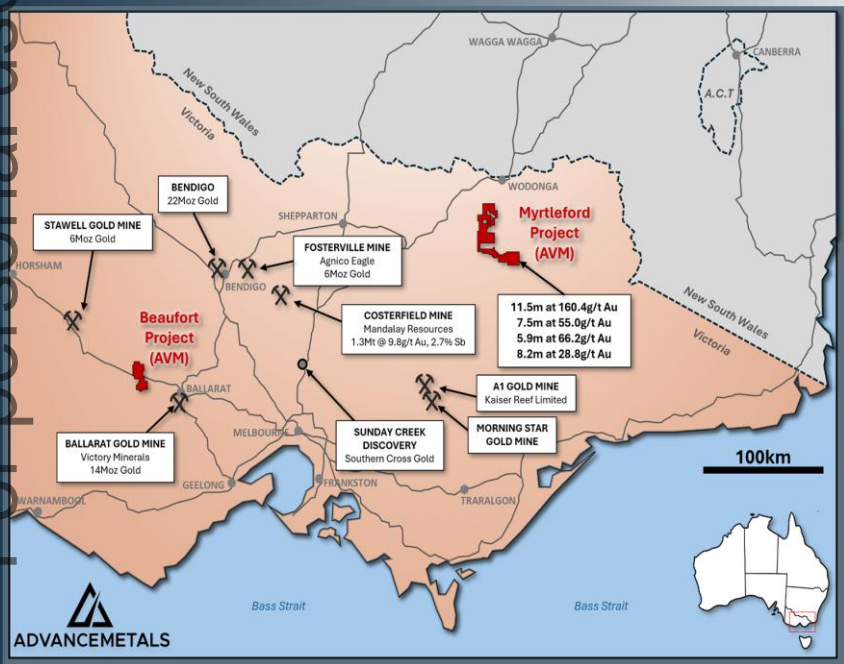 For personal use
WAGGA WAGGA
CANBERRA
A.C.T
New South Wales
Victoria
WODONGA
BENDIGO
22Moz Gold
SHEPPARTON
Myrtleford
Project
(AVM)
STAWELL GOLD MINE
6Moz Gold
FOSTERVILLE MINE
Agnico Eagle
6Moz Gold
HORSHAM
BENDIGO
New South Wales
Victoria
COSTERFIELD MINE
Mandalay Resources
1.3Mt @ 9.8g/t Au, 2.7% Sb
11.5m at 160.4g/t Au
7.5m at 55.0g/t Au
5.9m at 66.2g/t Au
8.2m at 28.8g/t Au
Beaufort
Project
(AVM)
BALLARAT
A1 GOLD MINE
Kaiser Reef Limited
BALLARAT GOLD MINE
Victory Minerals
14Moz Gold
MELBOURNE
SUNDAY CREEK
DISCOVERY
Southern Cross Gold
MORNING STAR
GOLD MINE
100km
GEELONG
FRANKSTON
TRARALGON
WARNAMBOOL
Bass Strait
Bass Strait
ADVANCEMETALS